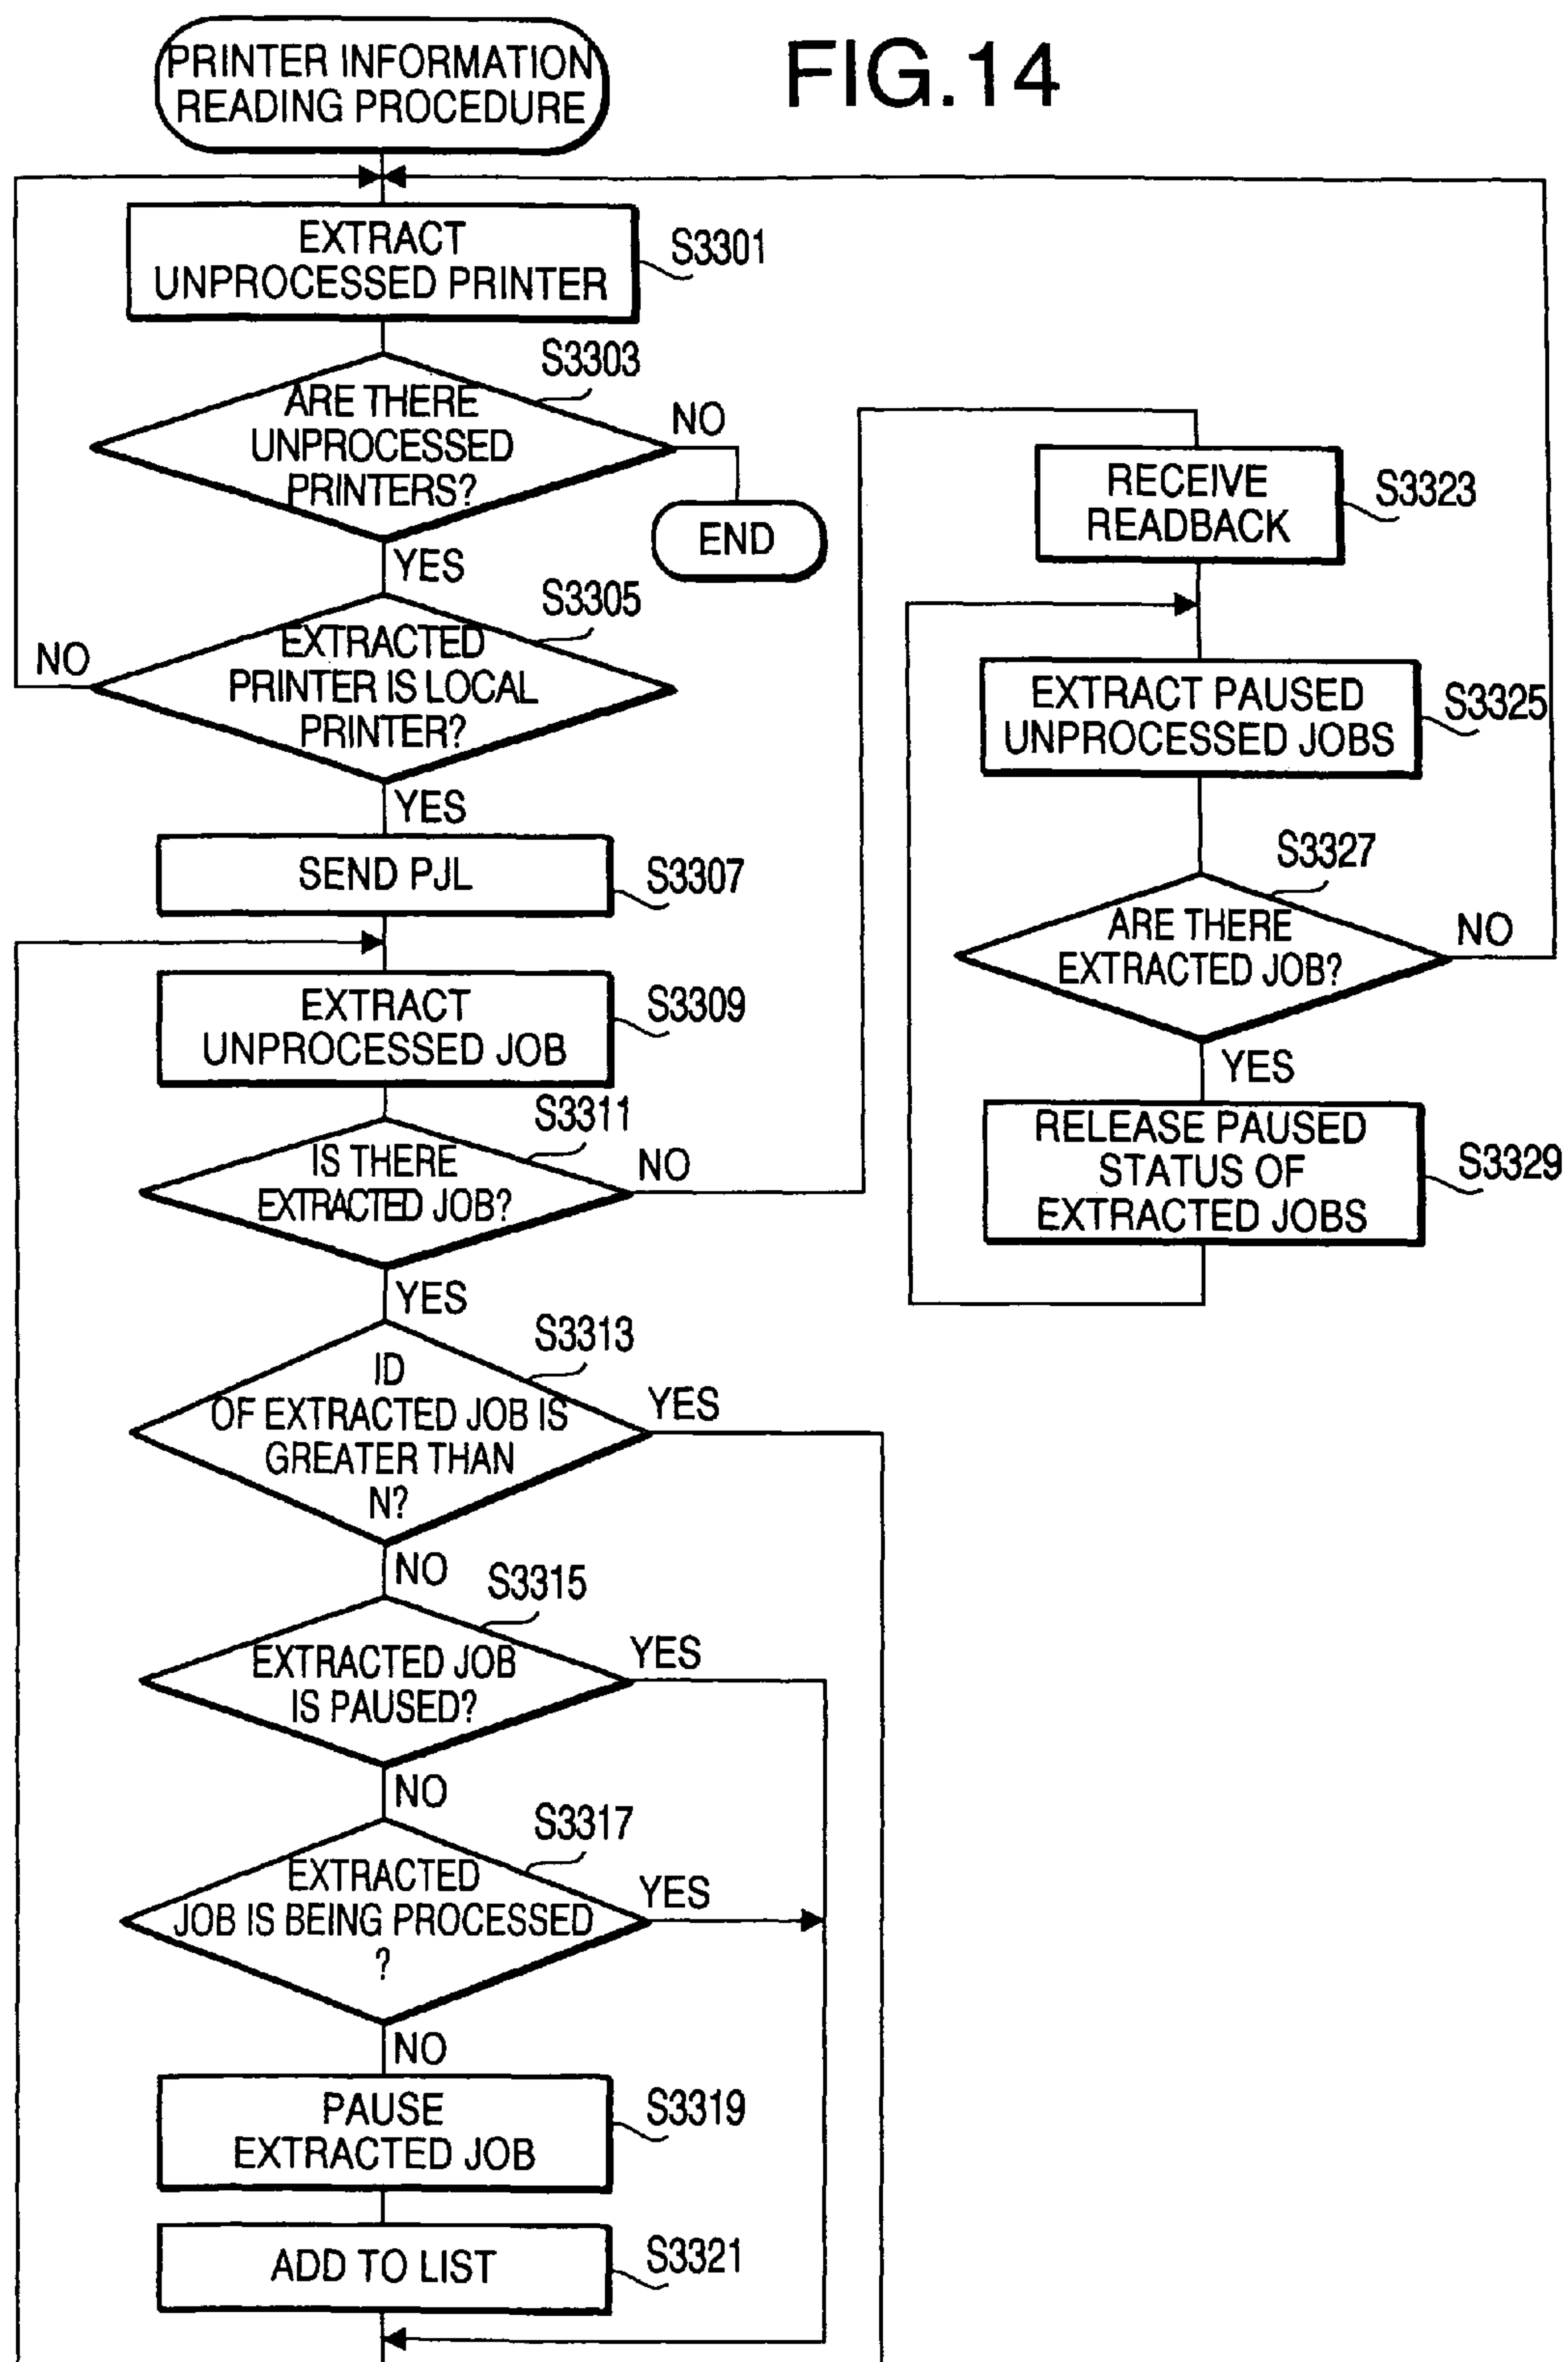 FIG.14
PRINTER INFORMATION
READING PROCEDURE
EXTRACT
UNPROCESSED PRINTER
S3301
S3303
ARE THERE
UNPROCESSED
PRINTERS?
NO
END
YES
S3305
EXTRACTED
PRINTER IS LOCAL
PRINTER?
NO
YES
SEND PJL
S3307
EXTRACT
UNPROCESSED JOB
S3309
S3311
IS THERE
EXTRACTED JOB?
NO
YES
S3313
ID
OF EXTRACTED JOB IS
GREATER THAN
N?
YES
NO
S3315
EXTRACTED JOB
IS PAUSED?
YES
NO
S3317
EXTRACTED
JOB IS BEING PROCESSED
?
YES
NO
PAUSE
EXTRACTED JOB
S3319
ADD TO LIST
S3321
RECEIVE
READBACK
S3323
EXTRACT PAUSED
UNPROCESSED JOBS
S3325
S3327
ARE THERE
EXTRACTED JOB?
NO
YES
RELEASE PAUSED
STATUS OF
EXTRACTED JOBS
S3329